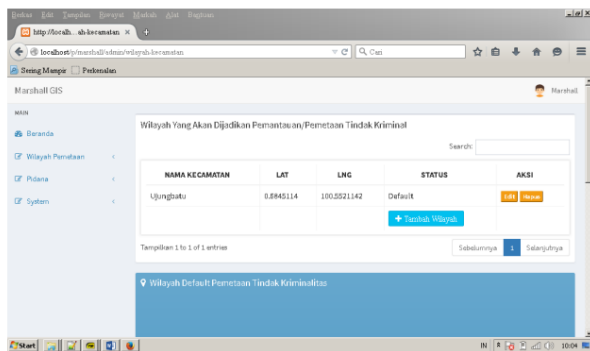 Berkas Edit Tampilan Riwayat Markah Alat Bantuan
http://localh...ah-kecamatan × +
localhost/p/marshall/admin/wilayah-kecamatan
Cari
Sering Mampir Perkenalan
Marshall GIS
Marshall
MAIN
Beranda
Wilayah Pemetaan
Pidana
System
Wilayah Yang Akan Dijadikan Pemantauan/Pemetaan Tindak Kriminal
Search:
NAMA KECAMATAN LAT LNG STATUS AKSI
Ujungbatu 0.5645114 100.5521142 Default Edit Hapus
+ Tambah Wilayah
Tampilkan 1 to 1 of 1 entries
Sebelumnya 1 Selanjutnya
Wilayah Default Pemetaan Tindak Kriminalitas
Start
IN
10:04